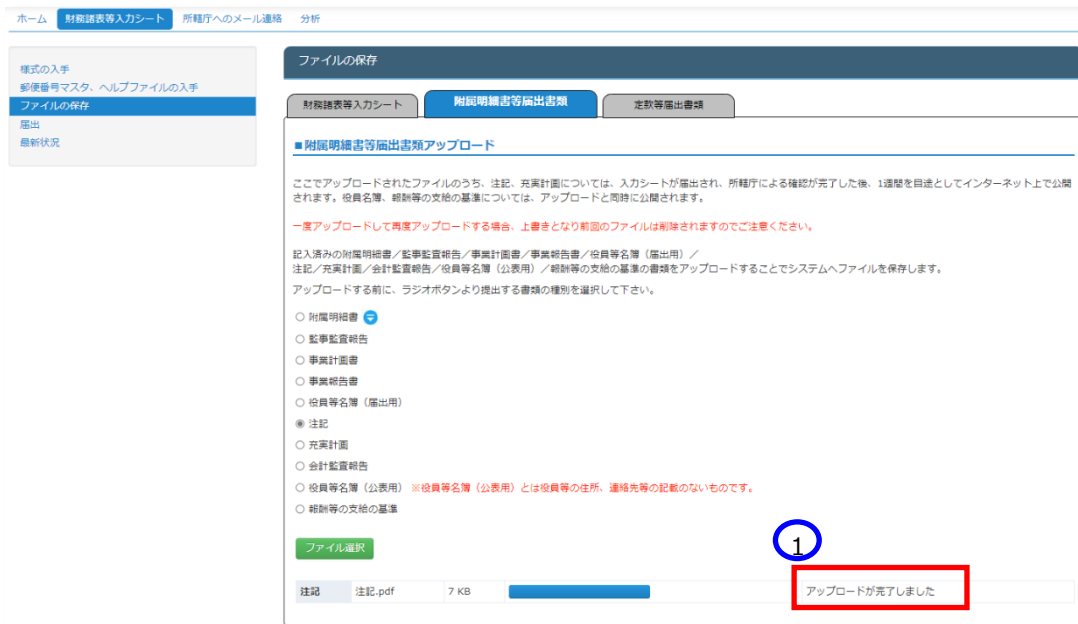 ホーム 財務諸表等入力シート 所轄庁へのメール連絡 分析
様式の入手
郵便番号マスタ、ヘルプファイルの入手
ファイルの保存
届出
最新状況
ファイルの保存
財務諸表等入力シート 附属明細書等届出書類 定款等届出書類
■附属明細書等届出書類アップロード
ここでアップロードされたファイルのうち、注記、充実計画については、入力シートが届出され、所轄庁による確認が完了した後、1週間を目途としてインターネット上で公開
されます。役員名簿、報酬等の支給の基準については、アップロードと同時に公開されます。
一度アップロードして再度アップロードする場合、上書きとなり前回のファイルは削除されますのでご注意ください。
記入済みの附属明細書／監事監査報告／事業計画書／事業報告書／役員等名簿（届出用）／
注記／充実計画／会計監査報告／役員等名簿（公表用）／報酬等の支給の基準の書類をアップロードすることでシステムへファイルを保存します。
アップロードする前に、ラジオボタンより提出する書類の種別を選択して下さい。
附属明細書
監事監査報告
事業計画書
事業報告書
役員等名簿（届出用）
注記
充実計画
会計監査報告
役員等名簿（公表用） ※役員等名簿（公表用）とは役員等の住所、連絡先等の記載のないものです。
報酬等の支給の基準
ファイル選択
1
注記 注記.pdf 7 KB アップロードが完了しました